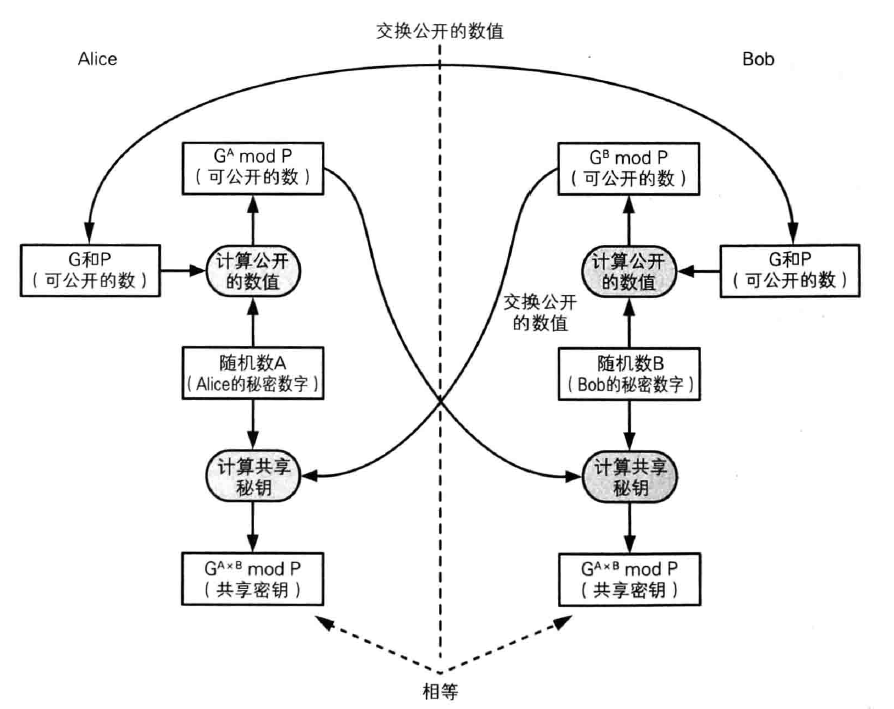 交换公开的数值
Alice
Bob
G^A mod P
（可公开的数）
G^B mod P
（可公开的数）
G和P
（可公开的数）
计算公开
的数值
计算公开
的数值
G和P
（可公开的数）
交换公开
的数值
随机数A
（Alice的秘密数字）
随机数B
（Bob的秘密数字）
计算共享
秘钥
计算共享
秘钥
G^A×B mod P
（共享密钥）
G^A×B mod P
（共享密钥）
相等